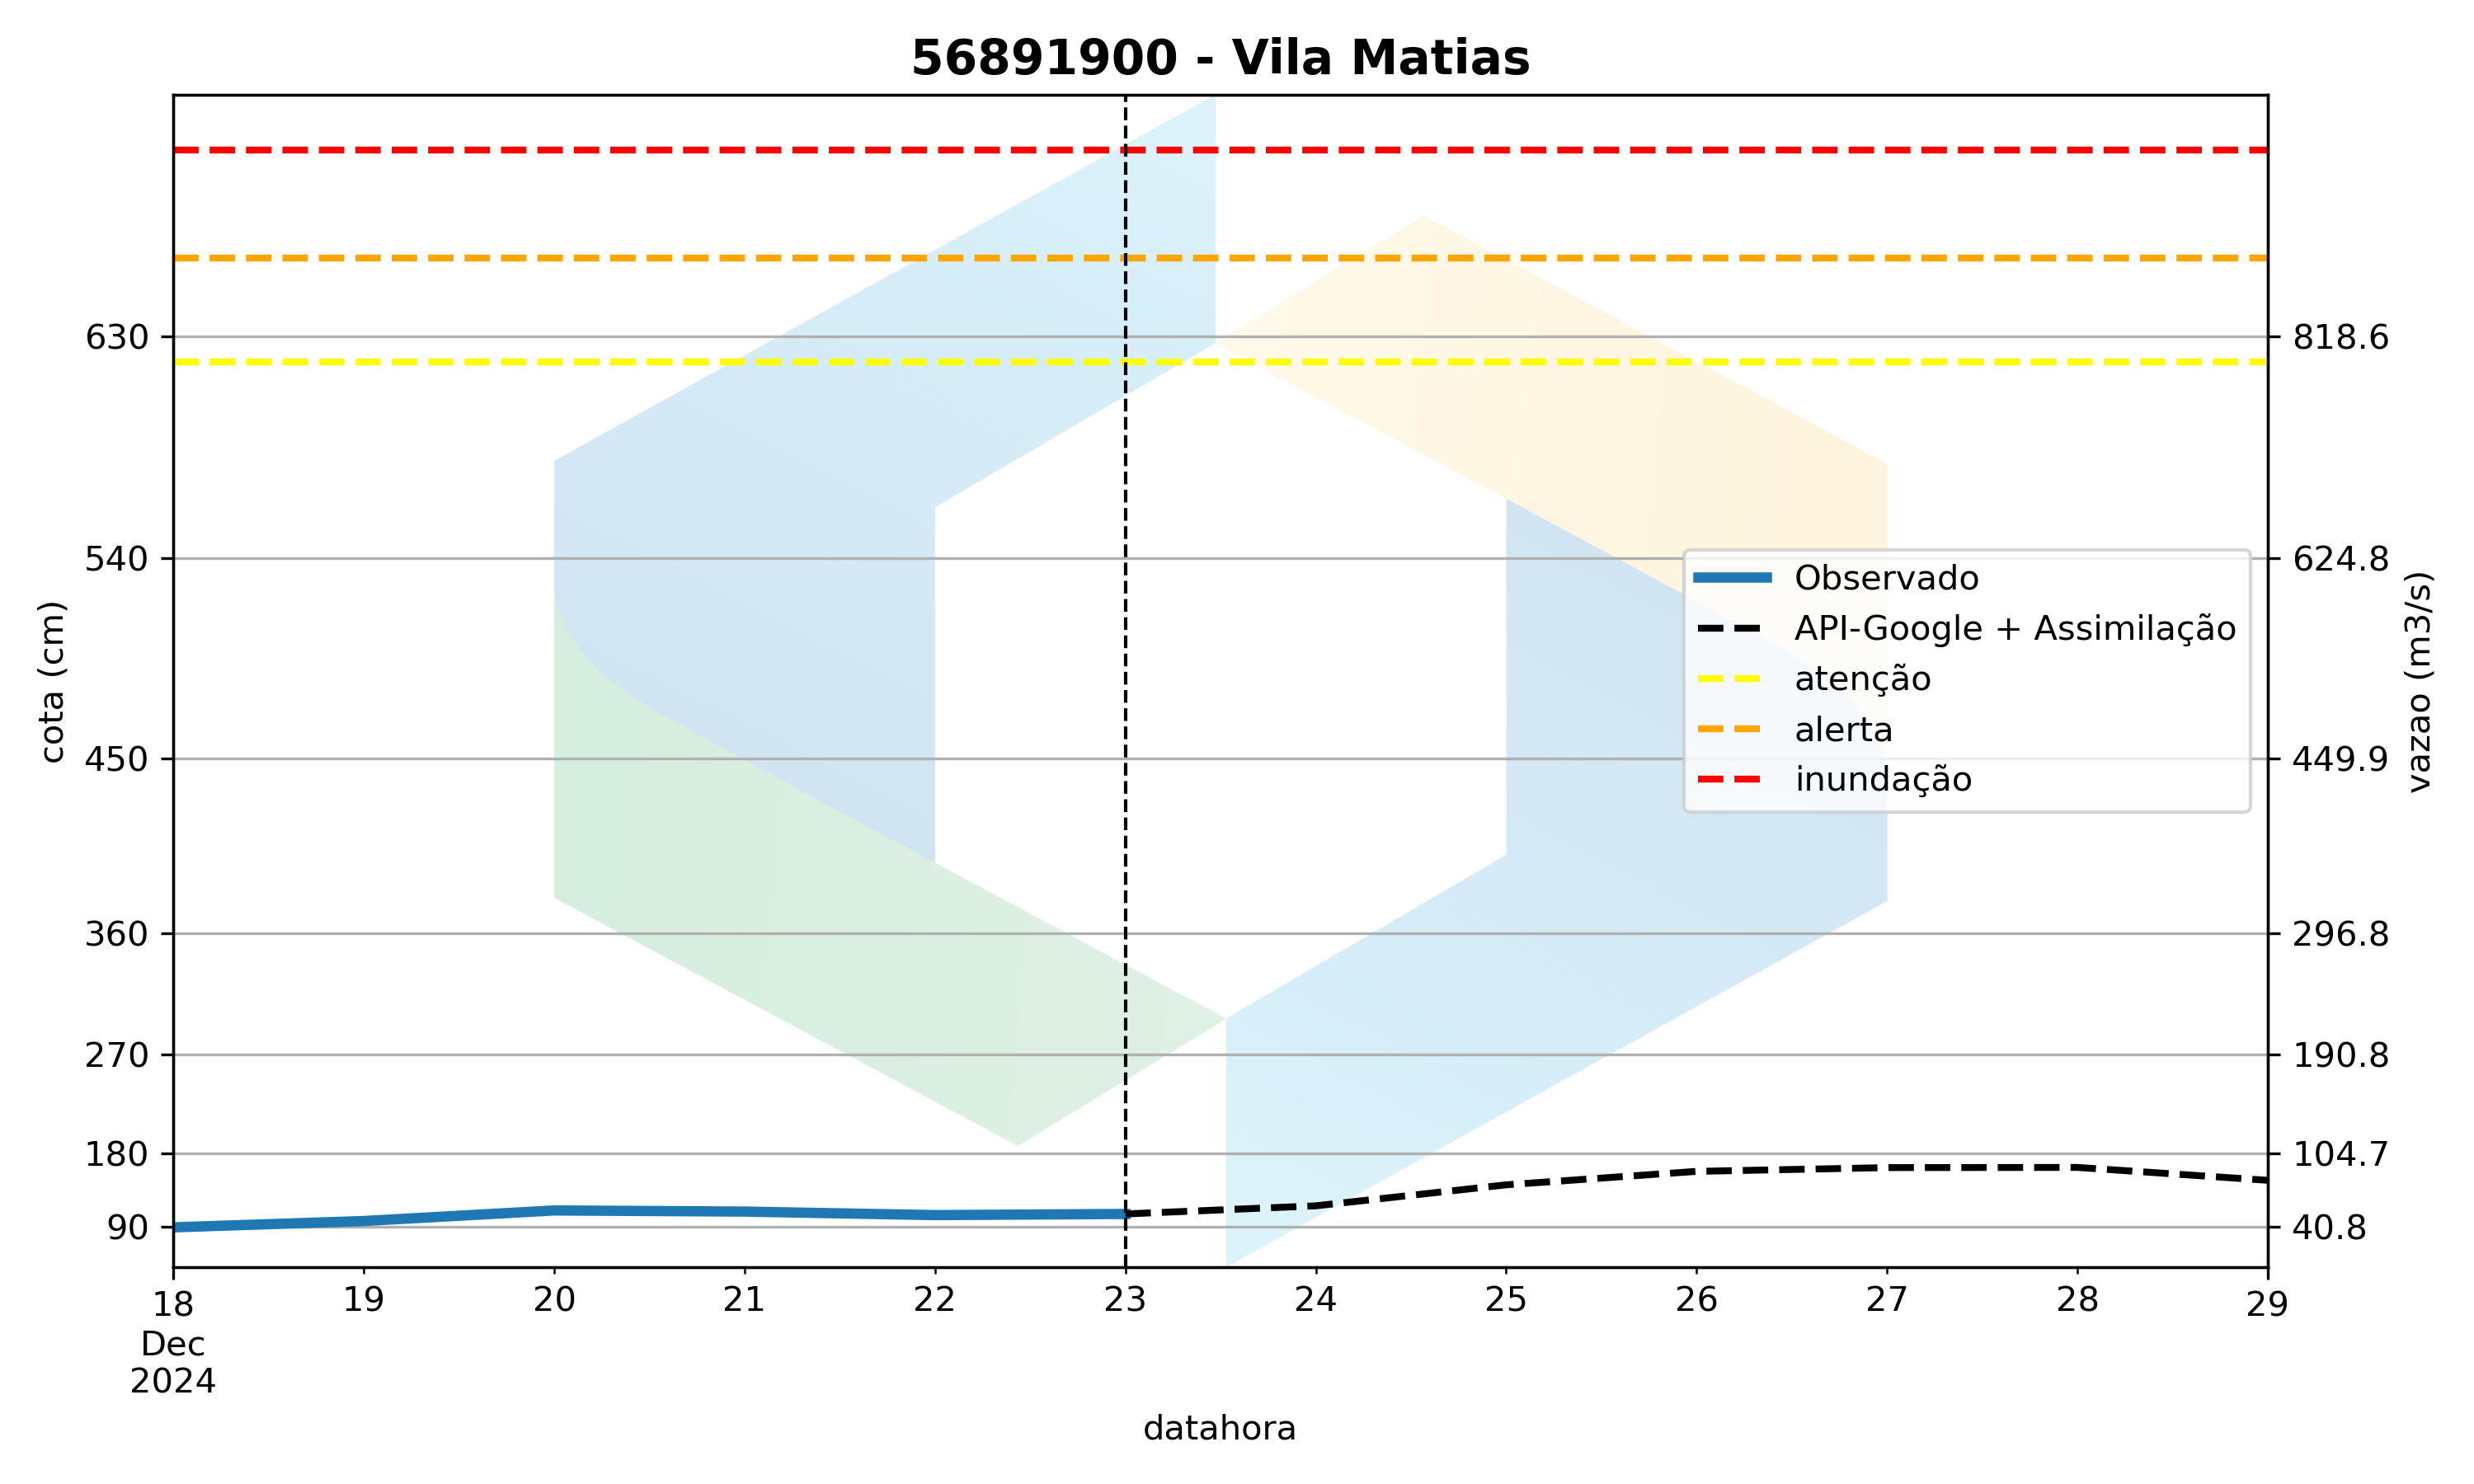 56891900 - Vila Matias
630
540
450
360
270
180
90
cota (cm)
818.6
624.8
449.9
296.8
190.8
104.7
40.8
vazao (m3/s)
Observado
API-Google + Assimilação
atenção
alerta
inundação
18 19 20 21 22 23 24 25 26 27 28 29
Dec
2024
datahora